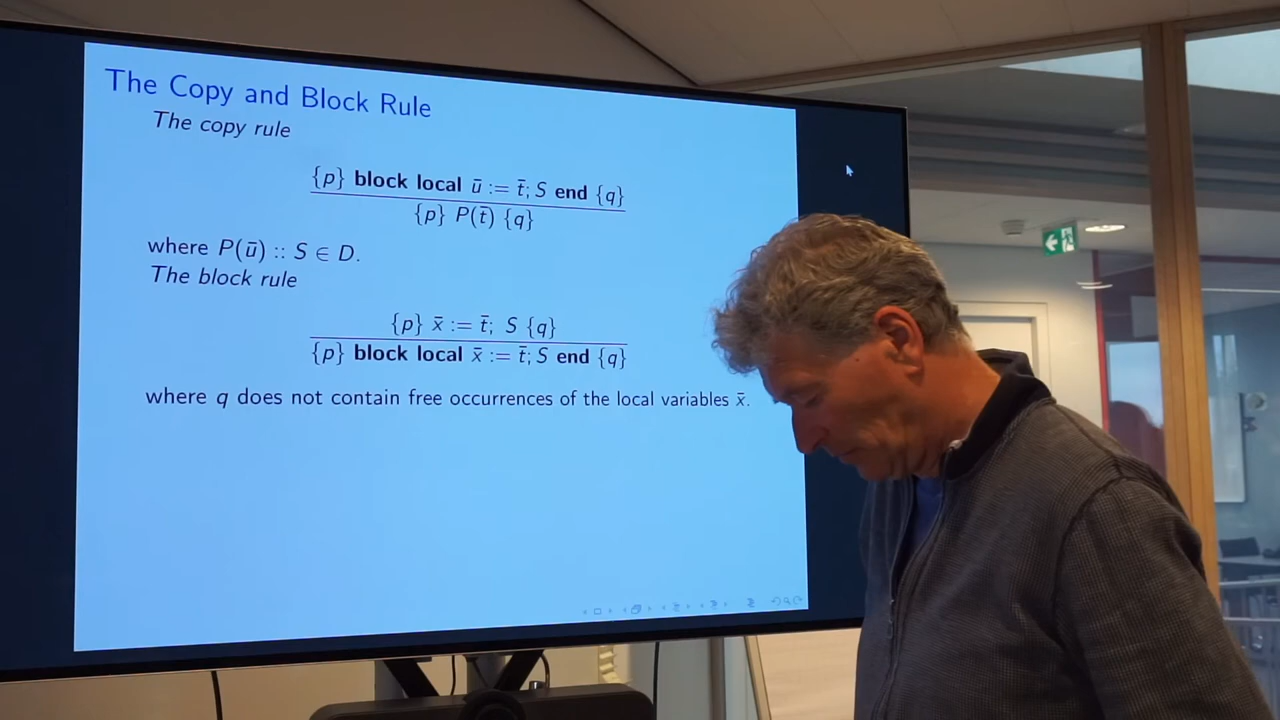 The Copy and Block Rule
The copy rule
{p} block local ū := t̄; S end {q}
{p} P(t̄) {q}
where P(ū) :: S ∈ D.
The block rule
{p} x̄ := t̄; S {q}
{p} block local x̄ := t̄; S end {q}
where q does not contain free occurrences of the local variables x̄.